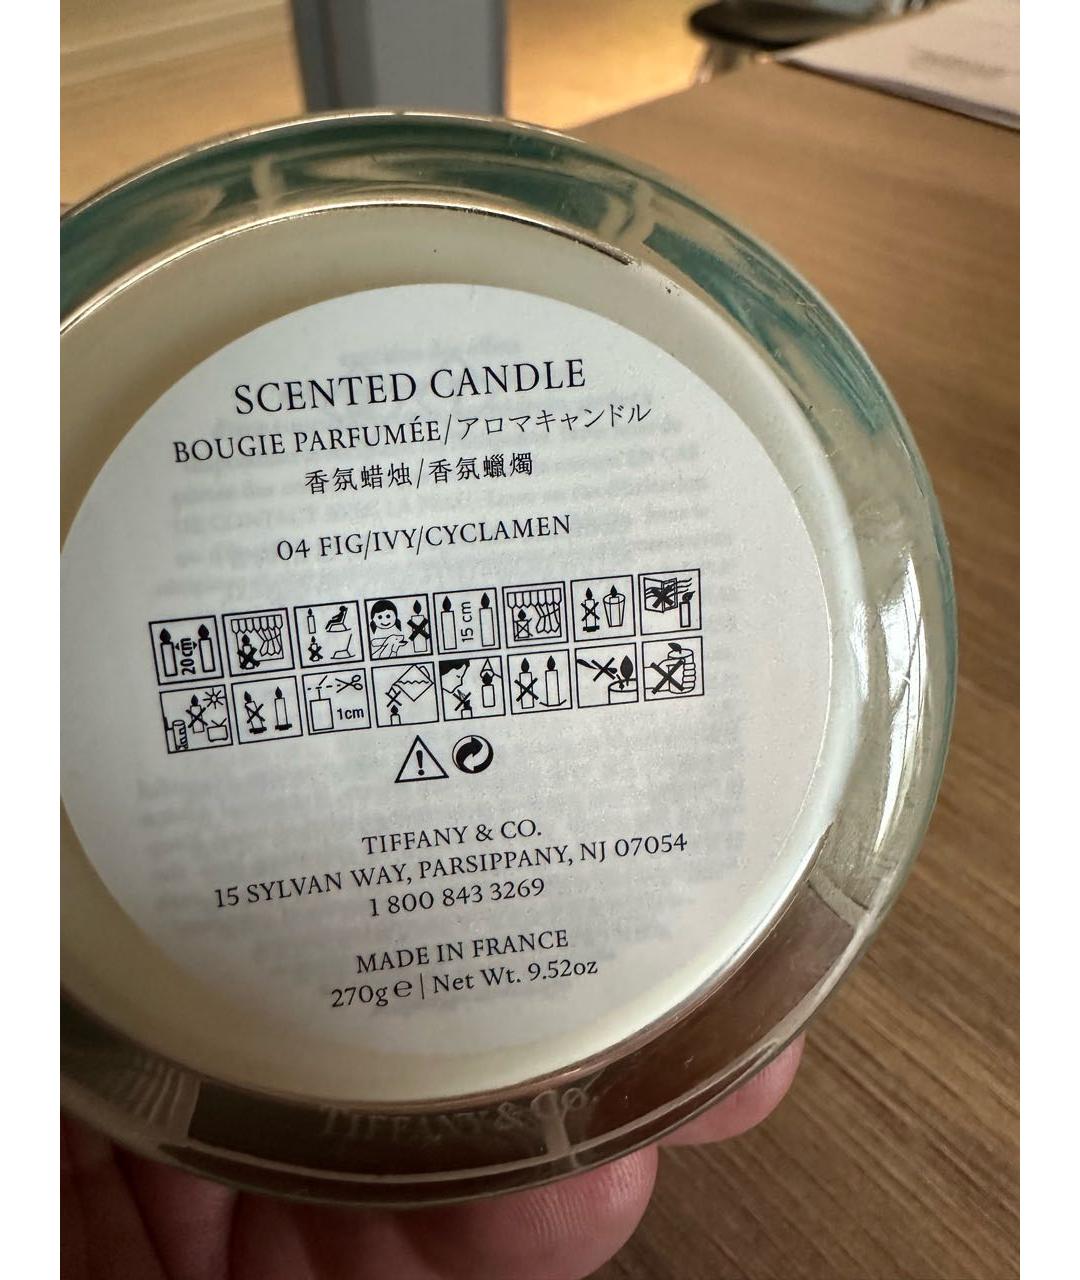 SCENTED CANDLE
BOUGIE PARFUMÉE/アロマキャンドル
香氛蜡烛/香氛蠟燭
04 FIG/IVY/CYCLAMEN
20cm
15 cm
1cm
TIFFANY & CO.
15 SYLVAN WAY, PARSIPPANY, NJ 07054
1 800 843 3269
MADE IN FRANCE
270g ℮ | Net Wt. 9.52oz
TIFFANY & CO.